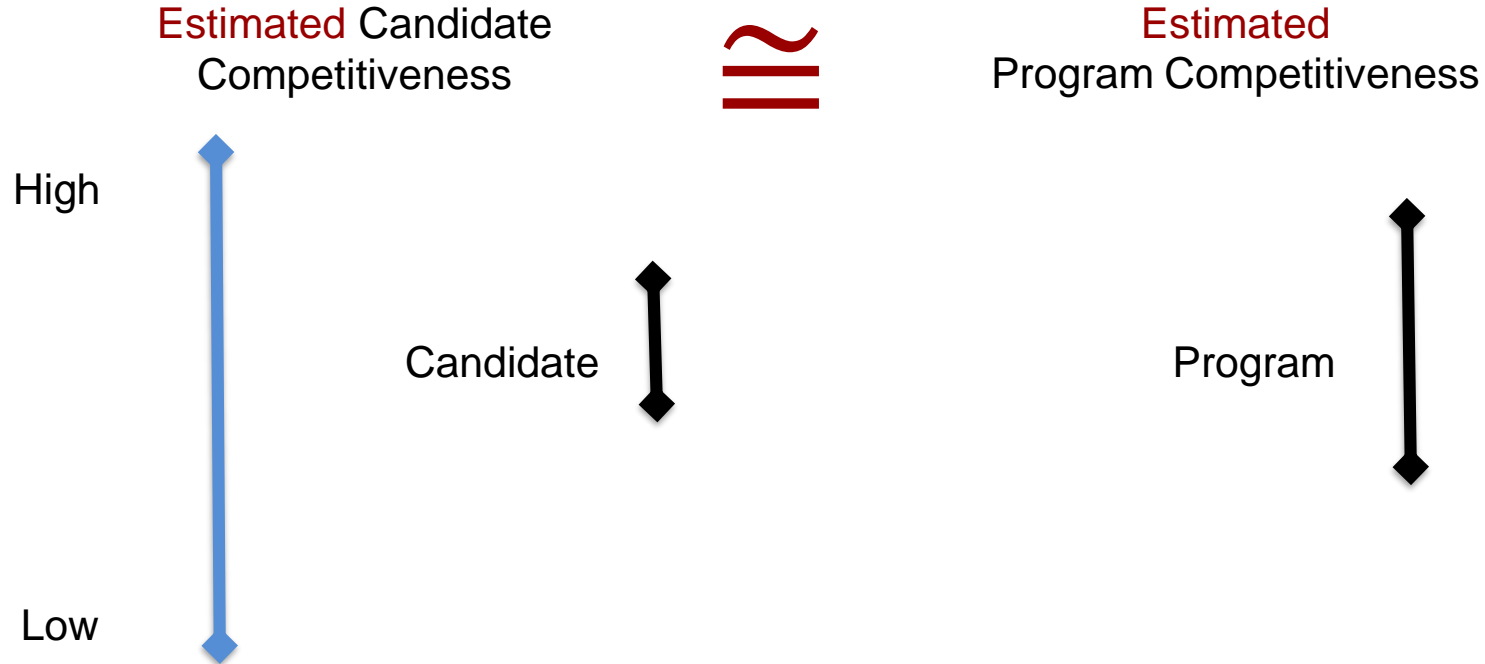 Estimated Candidate
Competitiveness
≅
Estimated
Program Competitiveness
High
Candidate
Program
Low